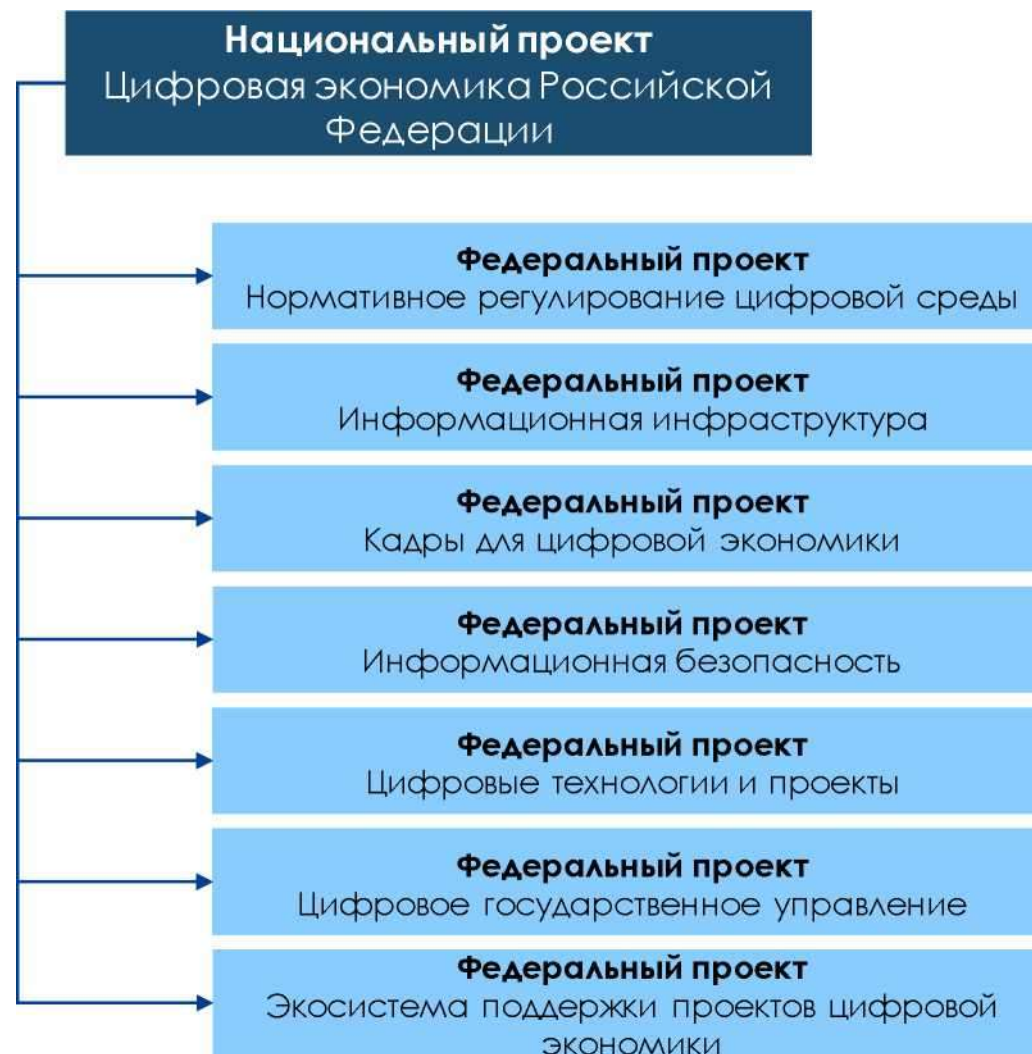 Национальный проект
Цифровая экономика Российской
Федерации
Федеральный проект
Нормативное регулирование цифровой среды
Федеральный проект
Информационная инфраструктура
Федеральный проект
Кадры для цифровой экономики
Федеральный проект
Информационная безопасность
Федеральный проект
Цифровые технологии и проекты
Федеральный проект
Цифровое государственное управление
Федеральный проект
Экосистема поддержки проектов цифровой
экономики